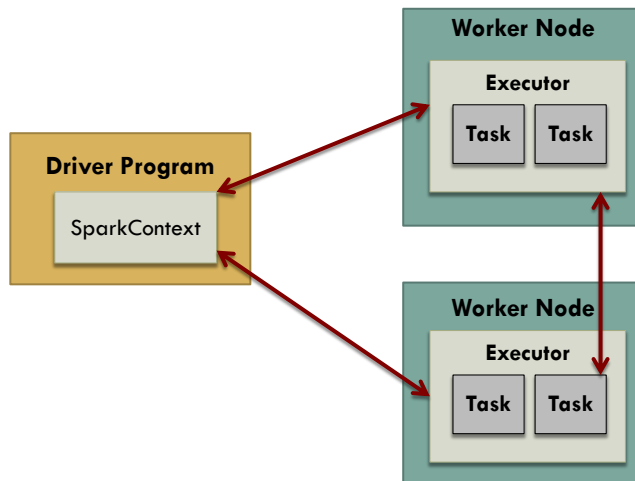 Worker Node
Executor
Task Task
Driver Program
SparkContext
Worker Node
Executor
Task Task